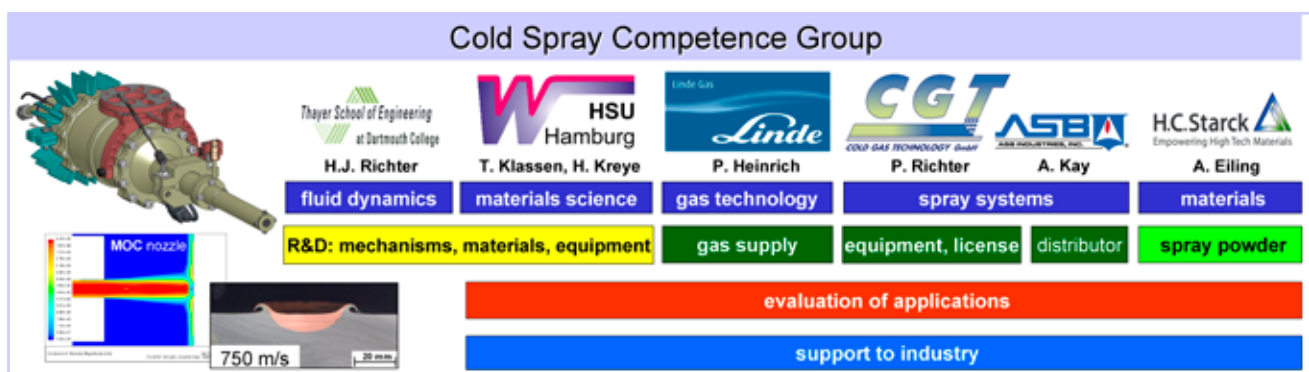 Cold Spray Competence Group
Thayer School of Engineering
at Dartmouth College
H.J. Richter
HSU
Hamburg
T. Klassen, H. Kreye
Linde Gas
Linde
P. Heinrich
CGT
COLD GAS TECHNOLOGY GmbH
P. Richter
ASB
ASB INDUSTRIES, INC.
A. Kay
H.C.Starck
Empowering High Tech Materials
A. Eiling
fluid dynamics
materials science
gas technology
spray systems
materials
R&D: mechanisms, materials, equipment
gas supply
equipment, license
distributor
spray powder
MOC nozzle
750 m/s
20 mm
evaluation of applications
support to industry